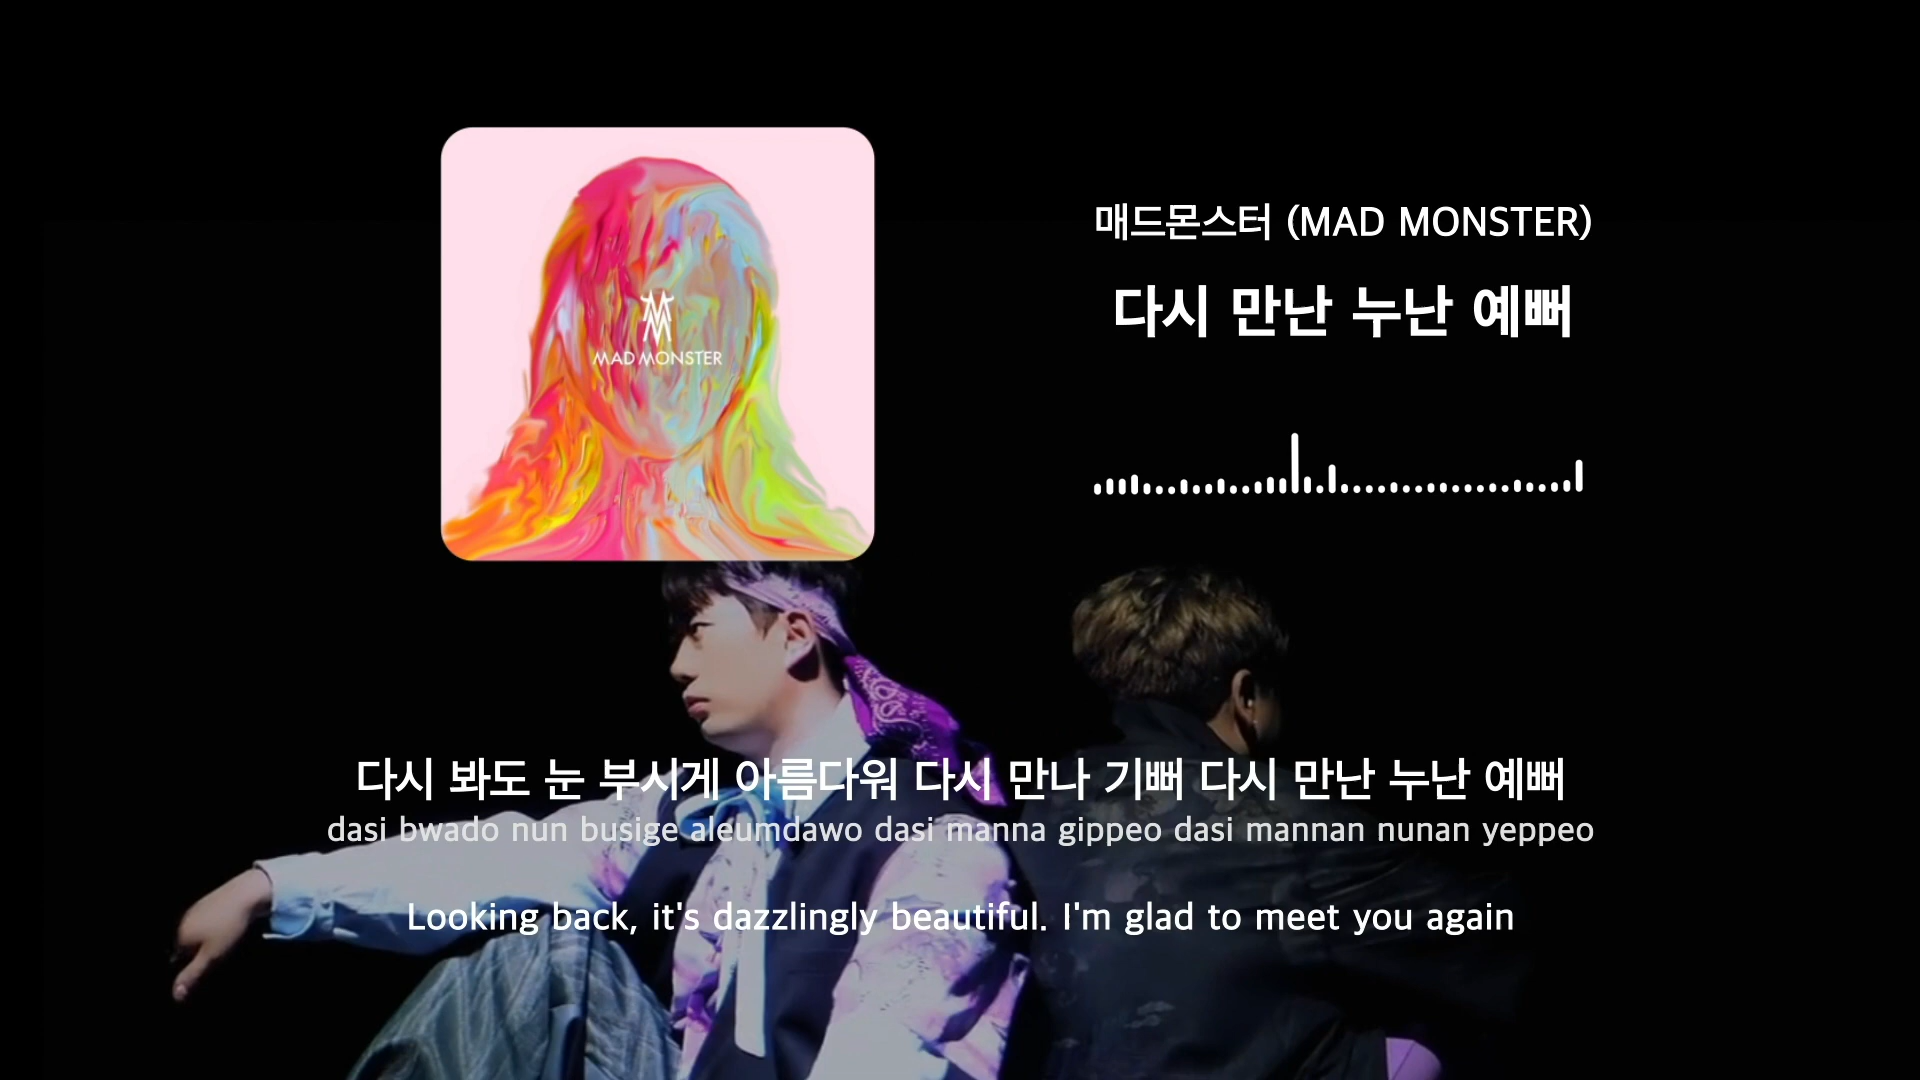 MAD MONSTER
매드몬스터 (MAD MONSTER)
다시 만난 누난 예뻐
다시 봐도 눈 부시게 아름다워 다시 만나 기뻐 다시 만난 누난 예뻐
dasi bwado nun busige aleumdawo dasi manna gippeo dasi mannan nunan yeppeo
Looking back, it's dazzlingly beautiful. I'm glad to meet you again